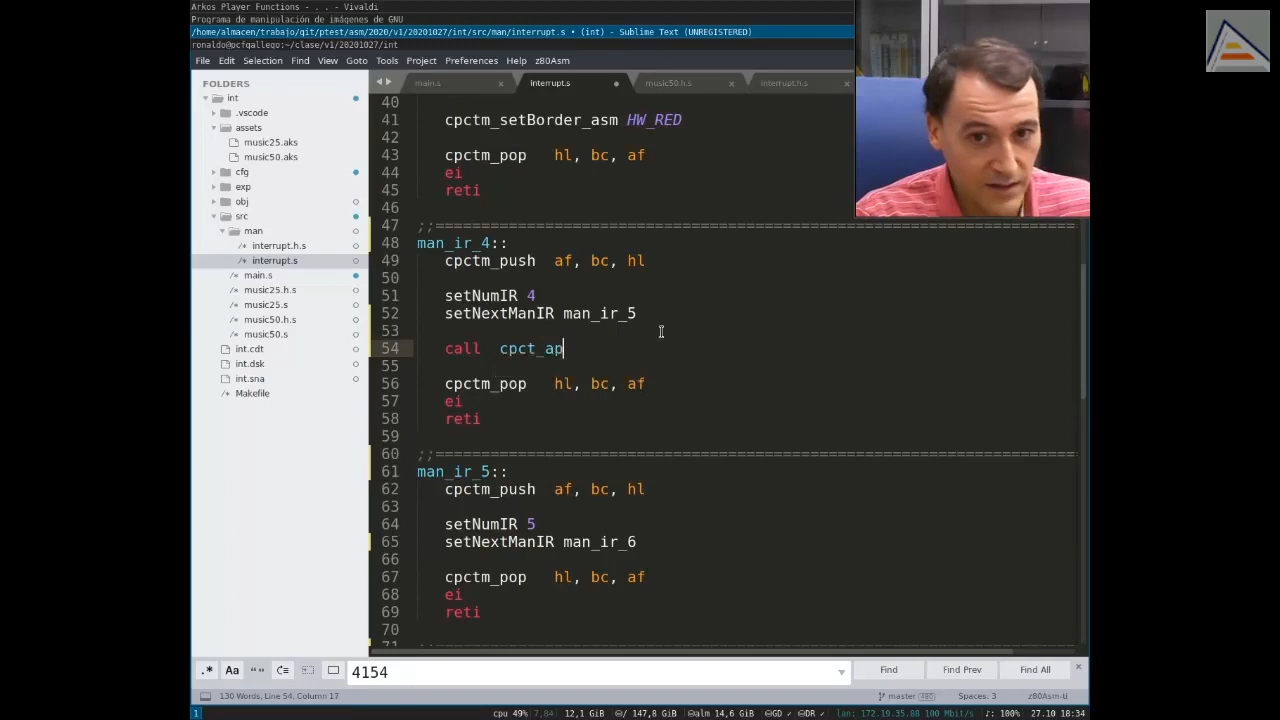 Arkos Player Functions - . . - Vivaldi
Programa de manipulación de imágenes de GNU
/home/almacen/trabajo/git/ptest/asm/2020/v1/20201027/int/src/man/interrupt.s • (int) - Sublime Text (UNREGISTERED)
ronaldo@pcfgallego:~/clase/v1/20201027/int
File Edit Selection Find View Goto Tools Project Preferences Help z80Asm
FOLDERS
int
.vscode
assets
music25.aks
music50.aks
cfg
exp
obj
src
man
/* interrupt.h.s
/* interrupt.s
/* main.s
/* music25.h.s
/* music25.s
/* music50.h.s
/* music50.s
int.cdt
int.dsk
int.sna
/* Makefile
main.s × interrupt.s • music50.h.s × interrupt.h.s ×
40
41 cpctm_setBorder_asm HW_RED
42
43 cpctm_pop hl, bc, af
44 ei
45 reti
46
47 ;;========================================================================
48 man_ir_4::
49 cpctm_push af, bc, hl
50
51 setNumIR 4
52 setNextManIR man_ir_5
53
54 call cpct_ap
55
56 cpctm_pop hl, bc, af
57 ei
58 reti
59
60 ;;========================================================================
61 man_ir_5::
62 cpctm_push af, bc, hl
63
64 setNumIR 5
65 setNextManIR man_ir_6
66
67 cpctm_pop hl, bc, af
68 ei
69 reti
70
71
.* Aa “” 4154 Find Find Prev Find All ×
130 Words, Line 54, Column 17 master Spaces: 3 z80Asm-ti
1 cpu 49% 7,84 12,1 GiB / 147,8 GiB alm 14,6 GiB GD ✓ DR ✓ lan: 172.19.35.88 100 Mbit/s ♪: 100% 27.10 18:34